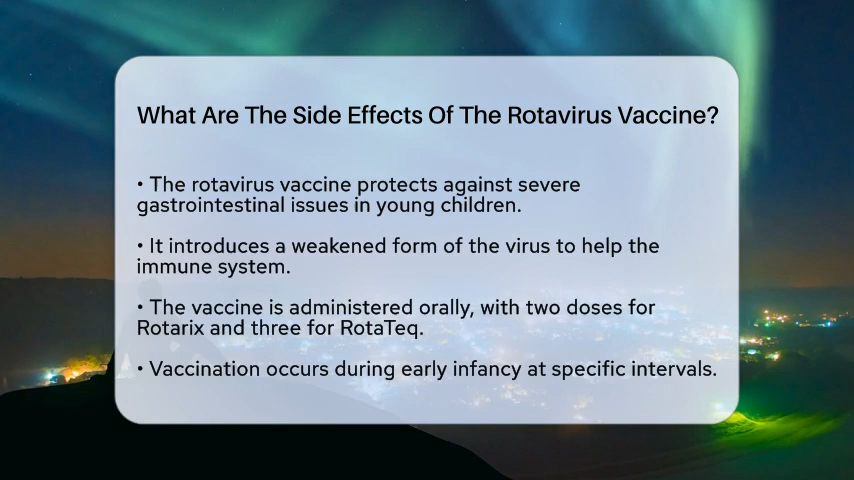 What Are The Side Effects Of The Rotavirus Vaccine?
• The rotavirus vaccine protects against severe
gastrointestinal issues in young children.
• It introduces a weakened form of the virus to help the
immune system.
• The vaccine is administered orally, with two doses for
Rotarix and three for RotaTeq.
• Vaccination occurs during early infancy at specific intervals.